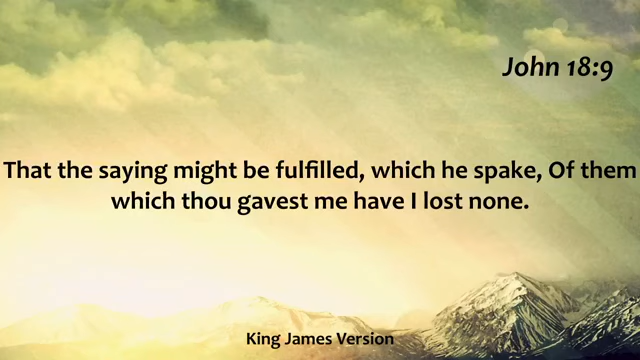 John 18:9
That the saying might be fulfilled, which he spake, Of them
which thou gavest me have I lost none.
King James Version